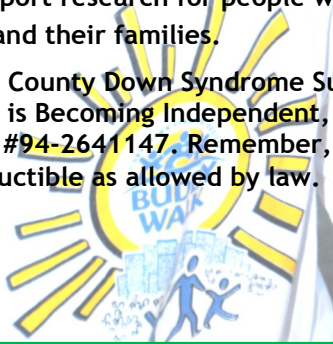 port research for people w
and their families.
County Down Syndrome Su
is Becoming Independent,
#94-2641147. Remember,
uctible as allowed by law.
BUDDY
WALK